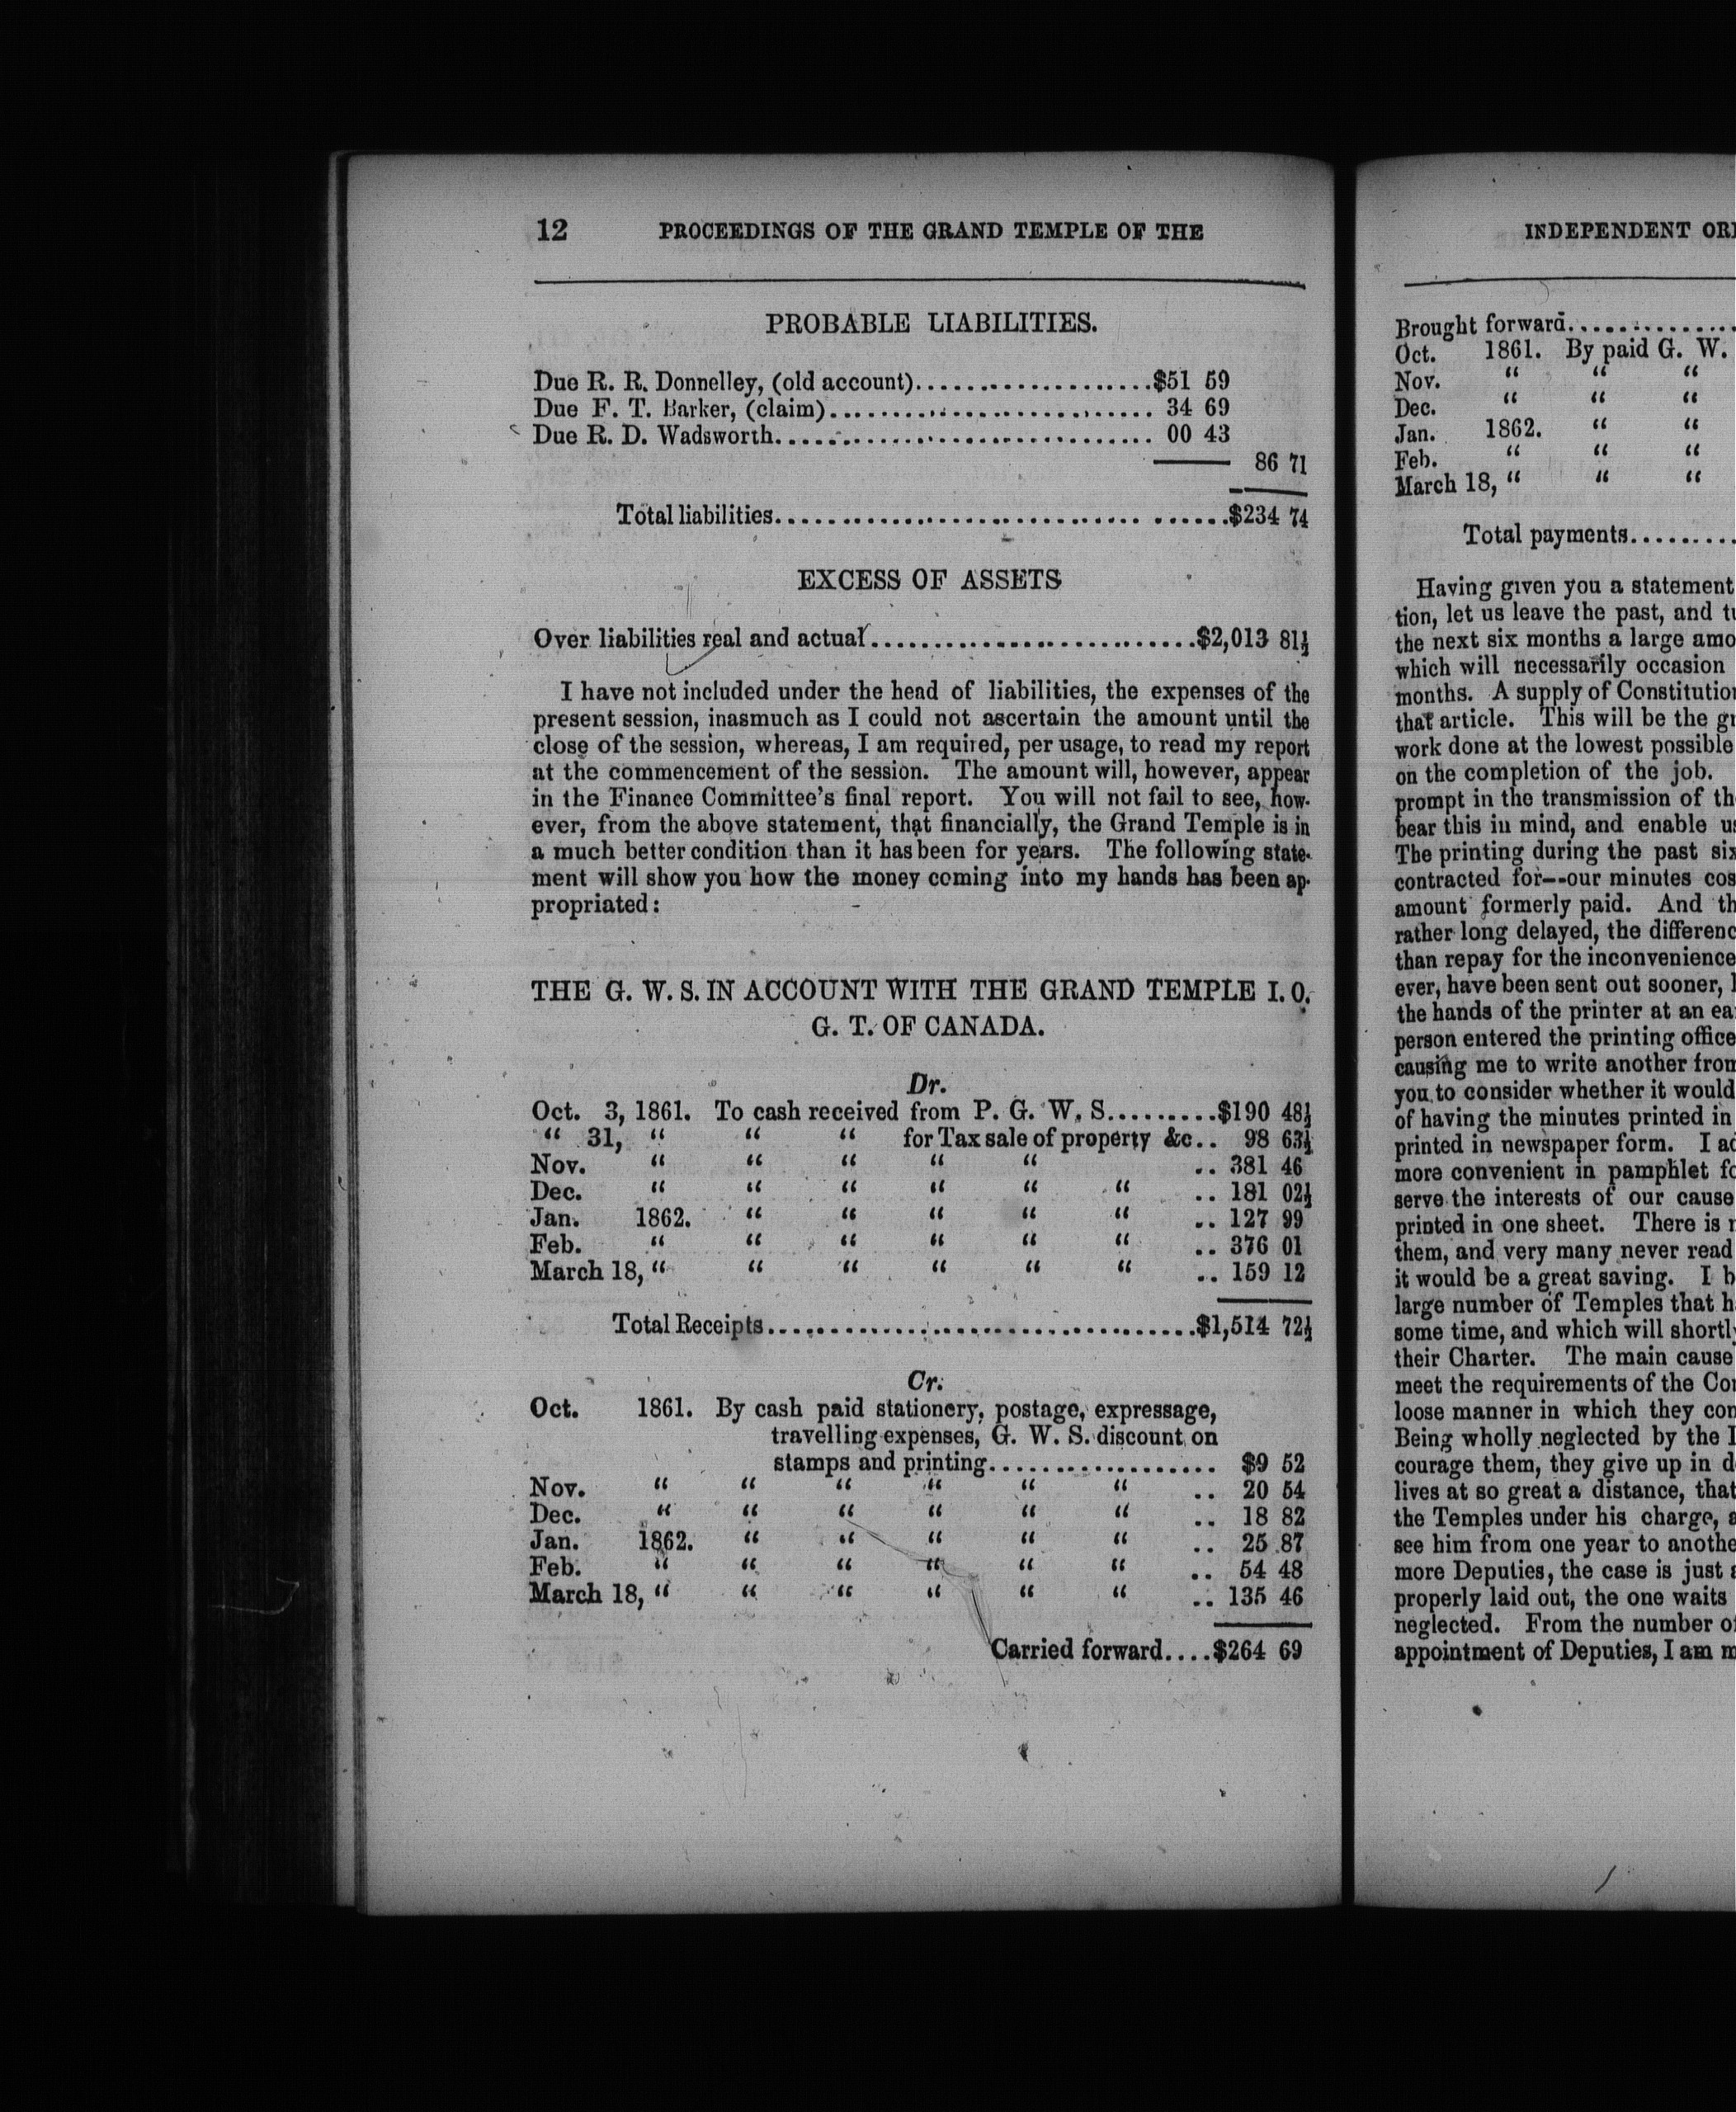 12 PROCEEDINGS OF THE GRAND TEMPLE OF THE
PROBABLE LIABILITIES.
Due R. R. Donnelley, (old account)....................$51 59
Due F. T. Barker, (claim)............................ 34 69
Due R. D. Wadsworth................................ 00 43
86 71
Total liabilities......................................$234 74
EXCESS OF ASSETS
Over liabilities real and actual...........................$2,013 81½
I have not included under the head of liabilities, the expenses of the
present session, inasmuch as I could not ascertain the amount until the
close of the session, whereas, I am required, per usage, to read my report
at the commencement of the session. The amount will, however, appear
in the Finance Committee's final report. You will not fail to see, how-
ever, from the above statement, that financially, the Grand Temple is in
a much better condition than it has been for years. The following state-
ment will show you how the money coming into my hands has been ap-
propriated:
THE G. W. S. IN ACCOUNT WITH THE GRAND TEMPLE I. O.
G. T. OF CANADA.
Dr.
Oct. 3, 1861. To cash received from P. G. W. S.........$190 48½
" 31, " " " for Tax sale of property &c.. 98 63½
Nov. " " " " " .. 381 46
Dec. " " " " " " .. 181 02½
Jan. 1862. " " " " " .. 127 99
Feb. " " " " " " .. 376 01
March 18, " " " " " " .. 159 12
Total Receipts...................................$1,514 72½
Cr.
Oct. 1861. By cash paid stationery, postage, expressage,
travelling expenses, G. W. S. discount on
stamps and printing.................. $9 52
Nov. " " " " " " .. 20 54
Dec. " " " " " " .. 18 82
Jan. 1862. " " " " " .. 25 87
Feb. " " " " " " .. 54 48
March 18, " " " " " " .. 135 46
Carried forward....$264 69
INDEPENDENT
Brought forward..............
Oct. 1861. By paid G. W.
Nov. " " "
Dec. " " "
Jan. 1862. " "
Feb. " " "
March 18, " " "
Total payments.........
Having given you a statement
tion, let us leave the past, and
the next six months a large
which will necessarily occasion
months. A supply of
that article. This will be the
work done at the lowest possible
on the completion of the job.
prompt in the transmission of
bear this in mind, and enable
The printing during the past
contracted for--our minutes
amount formerly paid. And
rather long delayed, the
than repay for the inconvenience
ever, have been sent out sooner,
the hands of the printer at an
person entered the printing office
causing me to write another
you to consider whether it would
of having the minutes printed in
printed in newspaper form. I
more convenient in pamphlet
serve the interests of our cause
printed in one sheet. There is
them, and very many never read
it would be a great saving. I
large number of Temples that
some time, and which will
their Charter. The main cause
meet the requirements of the
loose manner in which they
Being wholly neglected by the
courage them, they give up in
lives at so great a distance, that
the Temples under his charge,
see him from one year to
more Deputies, the case is just
properly laid out, the one waits
neglected. From the number
appointment of Deputies, I am